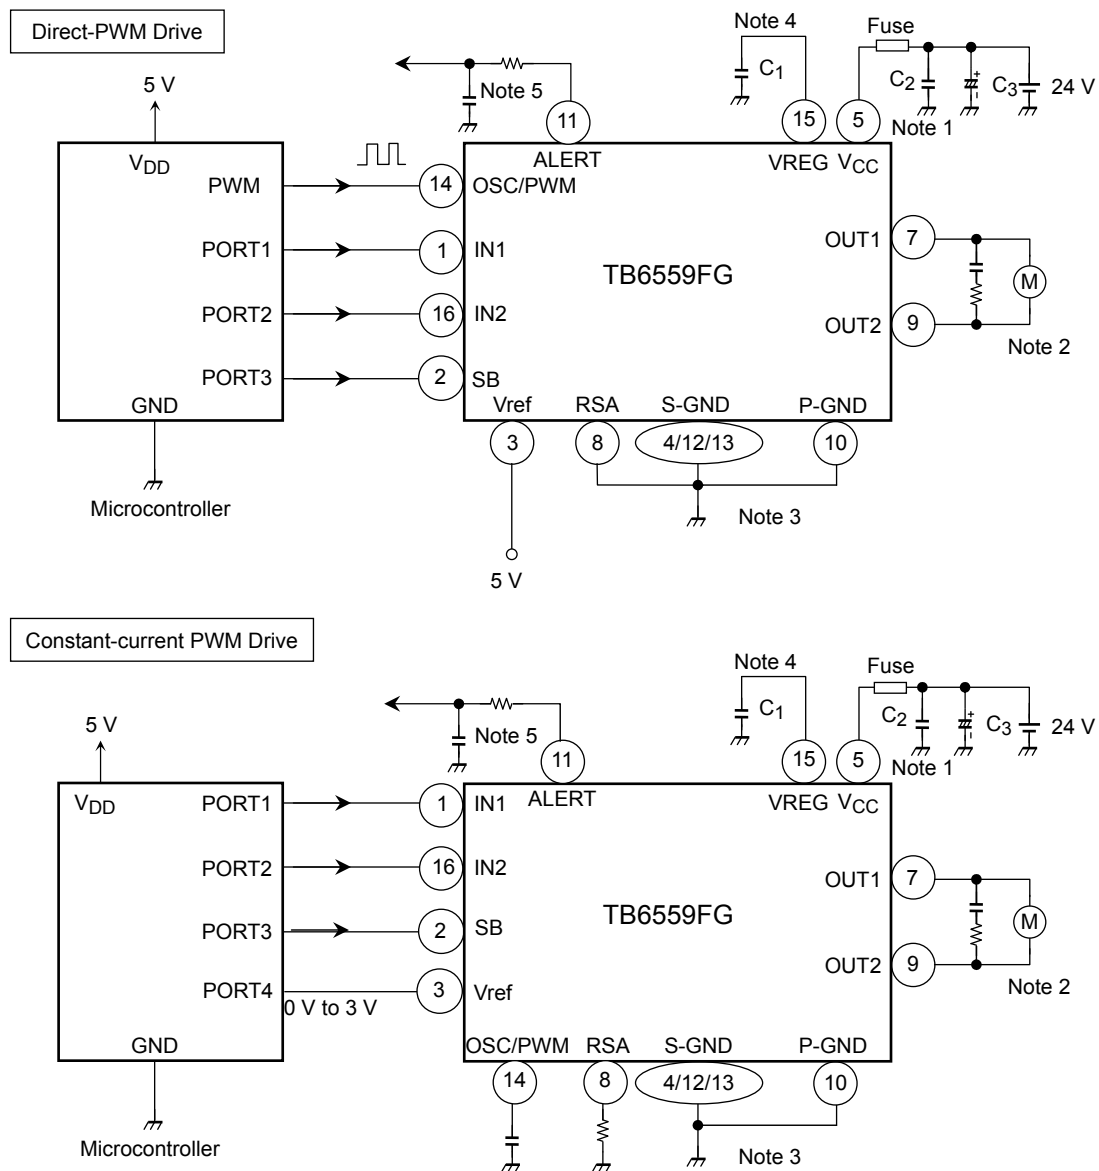 Direct-PWM Drive
Note 4
Fuse
5 V
C1
C2
C3
24 V
Note 5
11
15
5
Note 1
VDD
ALERT
VREG
VCC
PWM
14
OSC/PWM
PORT1
1
IN1
OUT1
7
TB6559FG
M
PORT2
16
IN2
OUT2
9
Note 2
PORT3
2
SB
GND
Vref
RSA
S-GND
P-GND
3
8
4/12/13
10
Microcontroller
Note 3
5 V
Constant-current PWM Drive
Note 4
Fuse
5 V
C1
C2
C3
24 V
Note 5
11
15
5
Note 1
VDD
PORT1
1
IN1
ALERT
VREG
VCC
PORT2
16
IN2
OUT1
7
TB6559FG
M
PORT3
2
SB
OUT2
9
Note 2
PORT4
0 V to 3 V
3
Vref
GND
OSC/PWM
RSA
S-GND
P-GND
14
8
4/12/13
10
Microcontroller
Note 3